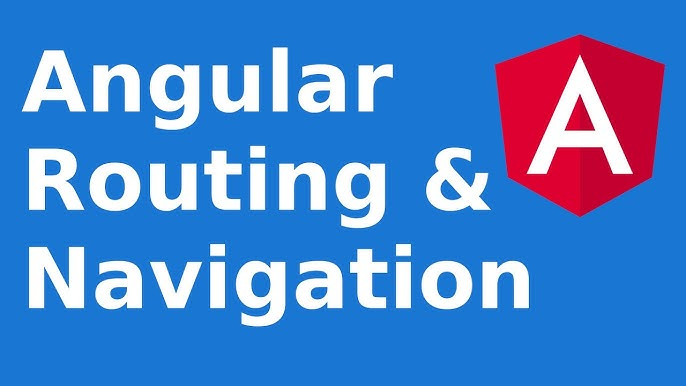 Angular
Routing &
Navigation
A